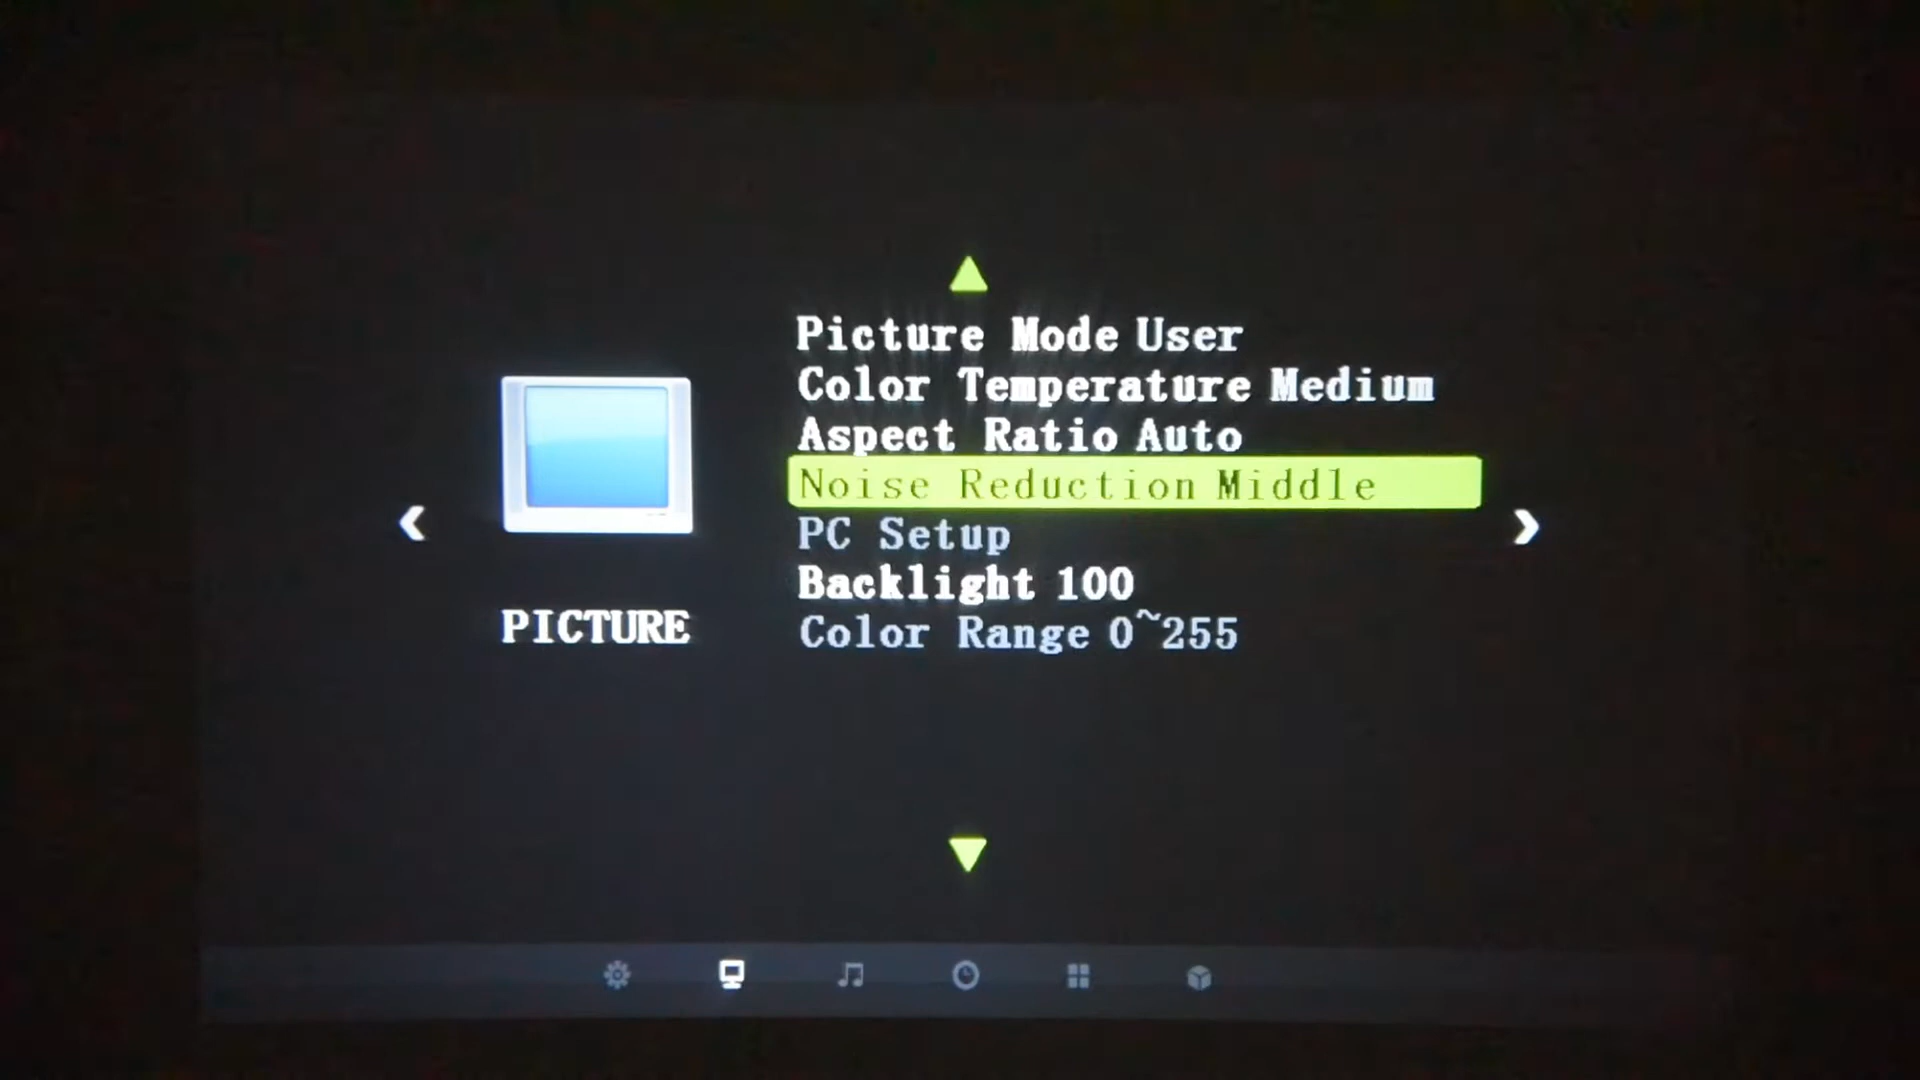 Picture Mode User
Color Temperature Medium
Aspect Ratio Auto
Noise Reduction Middle
PC Setup
Backlight 100
Color Range 0~255
PICTURE